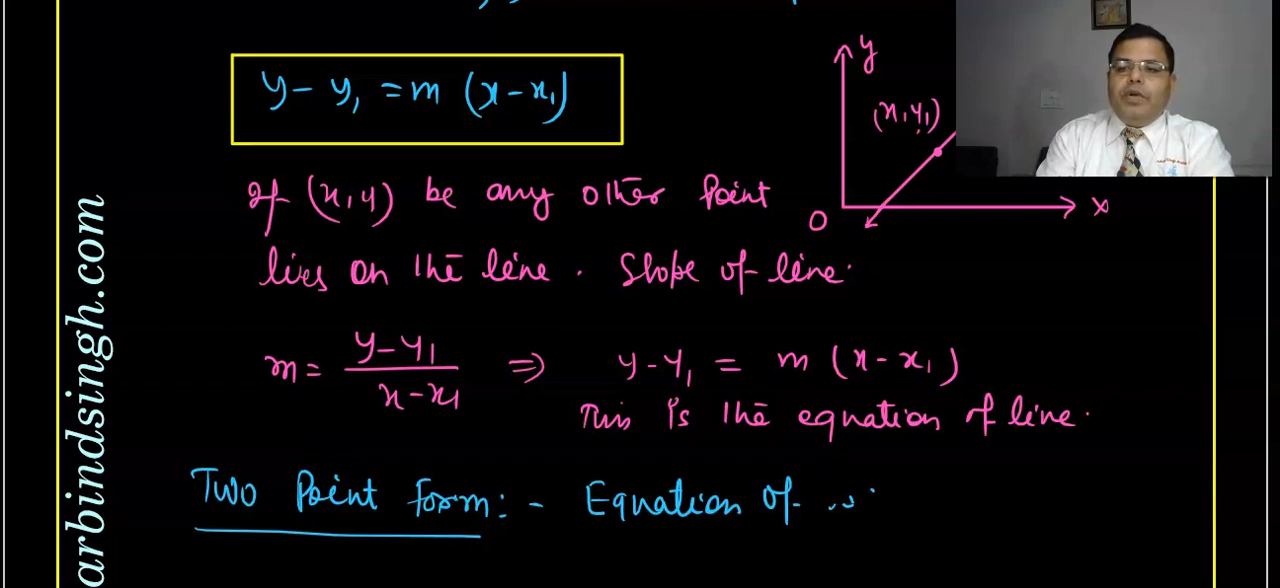 y - y₁ = m (x - x₁)
y
(x₁ y₁)
O
x
If (x, y) be any other Point
lies on the line. Slope of line.
m = y - y₁ / x - x₁ ⇒ y - y₁ = m (x - x₁)
This is the equation of line.
Two Point form: - Equation of
arbindsingh.com